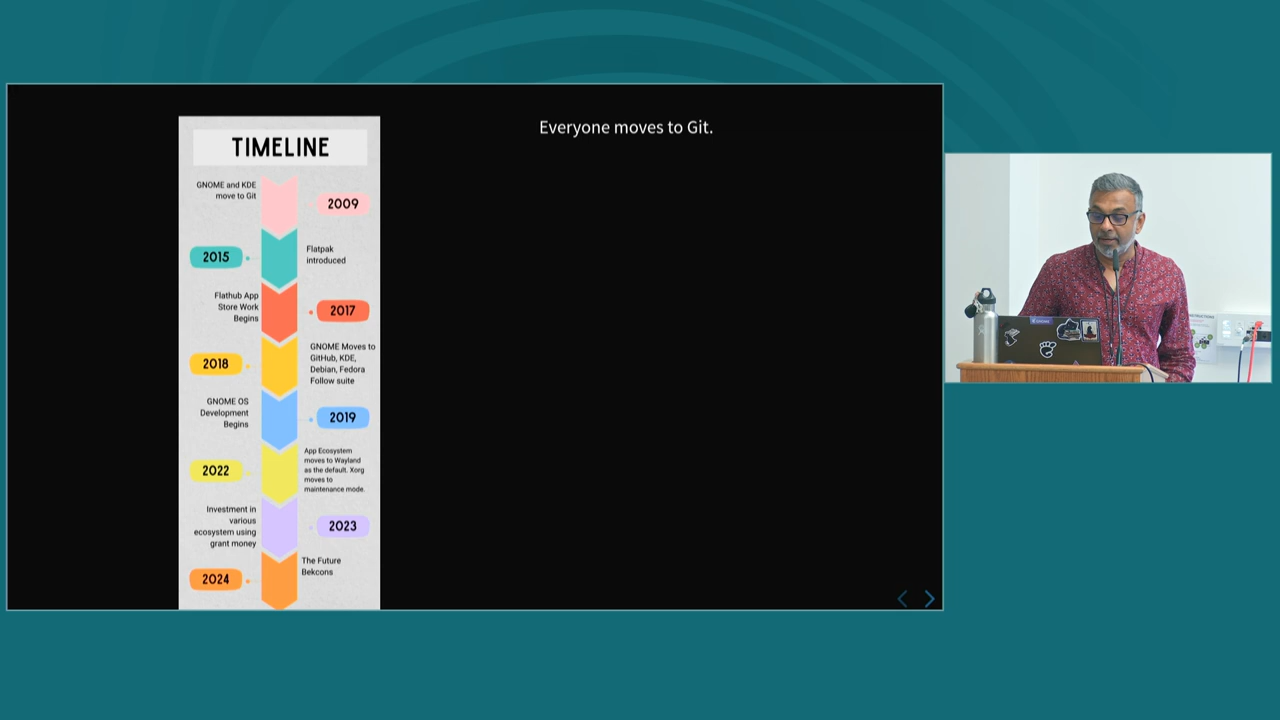 Everyone moves to Git.
TIMELINE
GNOME and KDE
move to Git
2009
2015
Flatpak
introduced
Flathub App
Store Work
Begins
2017
2018
GNOME Moves to
GitHub, KDE,
Debian, Fedora
Follow suite
GNOME OS
Development
Begins
2019
2022
App Ecosystem
moves to Wayland
as the default. Xorg
moves to
maintenance mode.
Investment in
various
ecosystem using
grant money
2023
2024
The Future
Bekcons